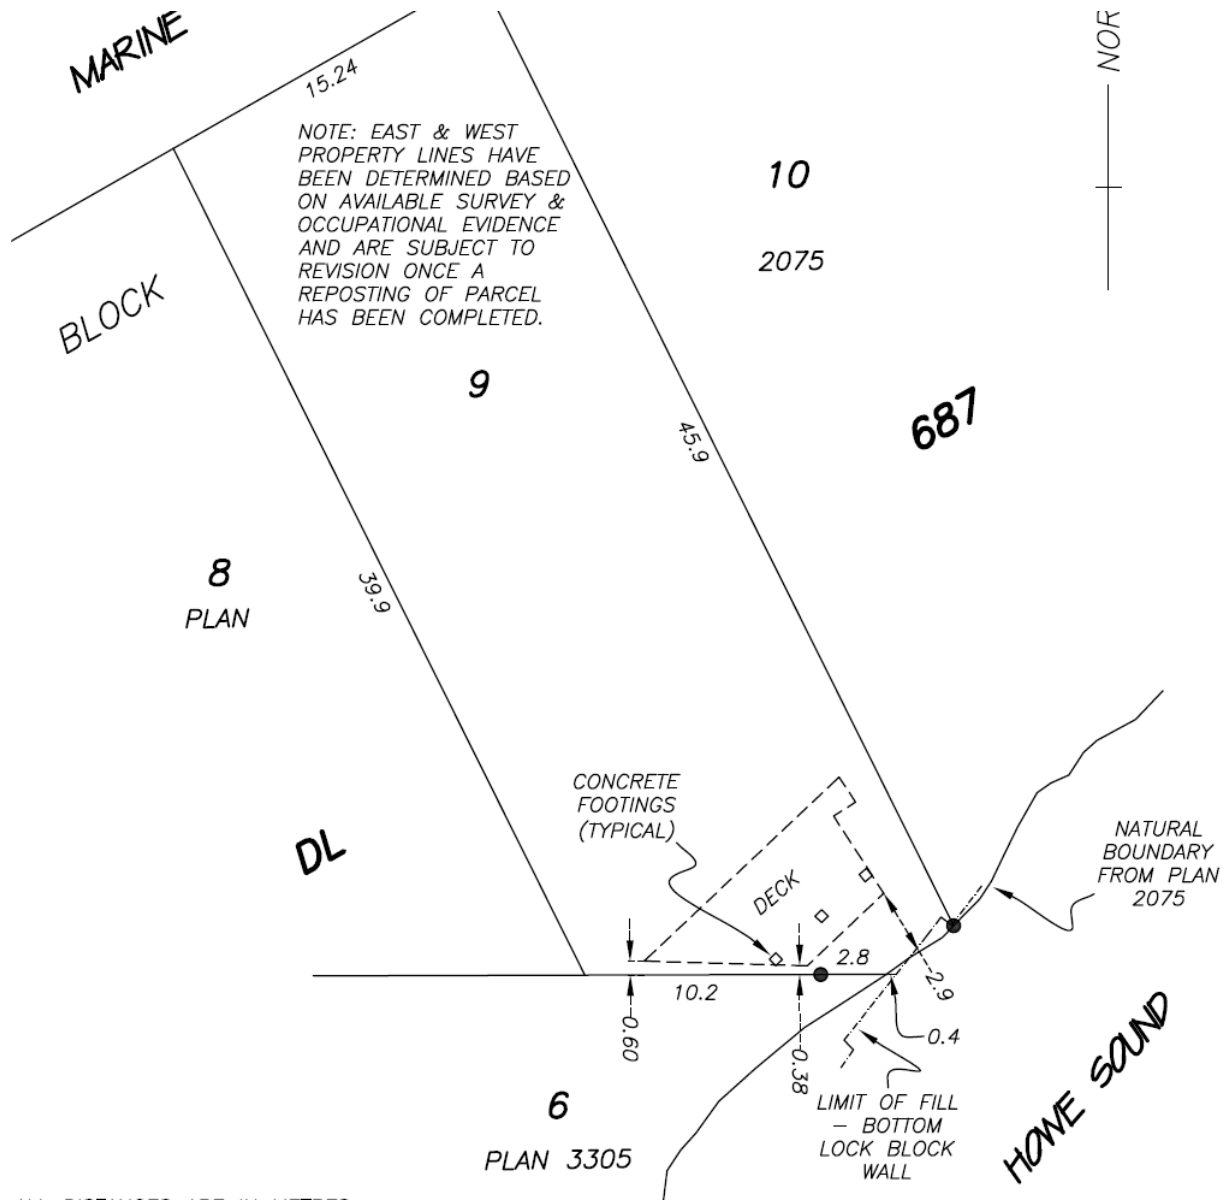 MARINE
15.24
NOTE: EAST & WEST
PROPERTY LINES HAVE
BEEN DETERMINED BASED
ON AVAILABLE SURVEY &
OCCUPATIONAL EVIDENCE
AND ARE SUBJECT TO
REVISION ONCE A
REPOSTING OF PARCEL
HAS BEEN COMPLETED.
NOR
10
2075
BLOCK
9
687
45.9
8
PLAN
39.9
CONCRETE
FOOTINGS
(TYPICAL)
DL
DECK
NATURAL
BOUNDARY
FROM PLAN
2075
2.8
10.2
2.9
0.60
0.38
0.4
HOWE SOUND
LIMIT OF FILL
– BOTTOM
LOCK BLOCK
WALL
6
PLAN 3305